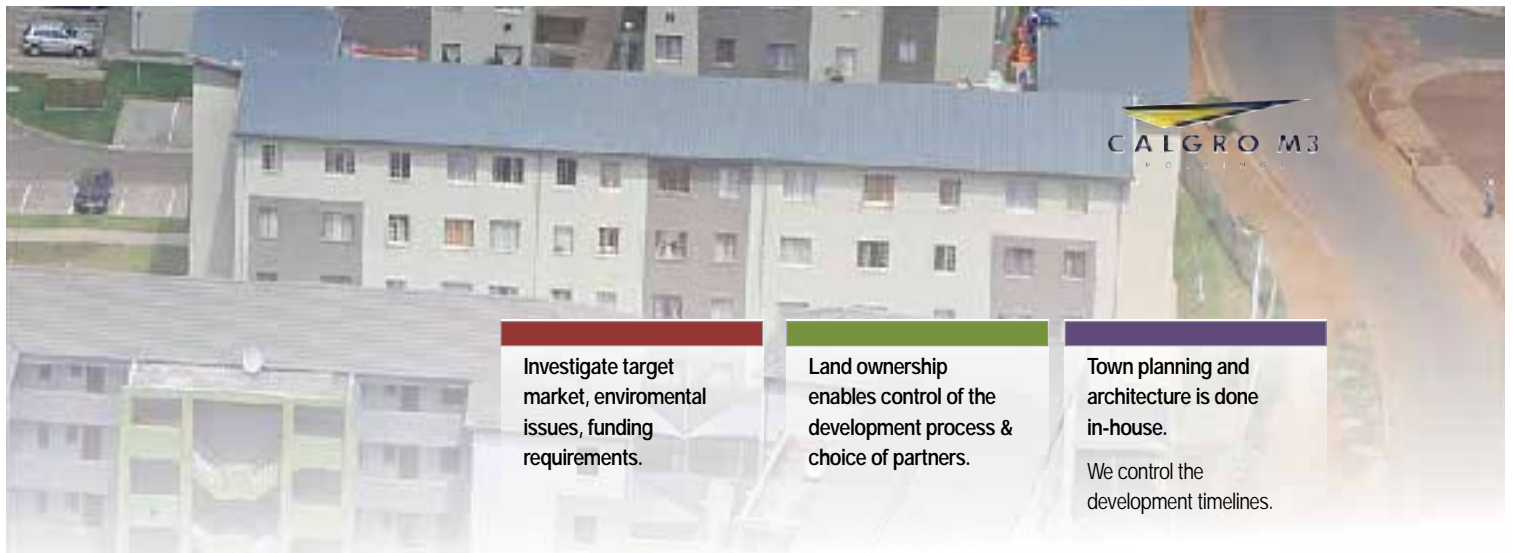 CALGRO M3
HOLDINGS
Investigate target
market, enviromental
issues, funding
requirements.
Land ownership
enables control of the
development process &
choice of partners.
Town planning and
architecture is done
in-house.
We control the
development timelines.